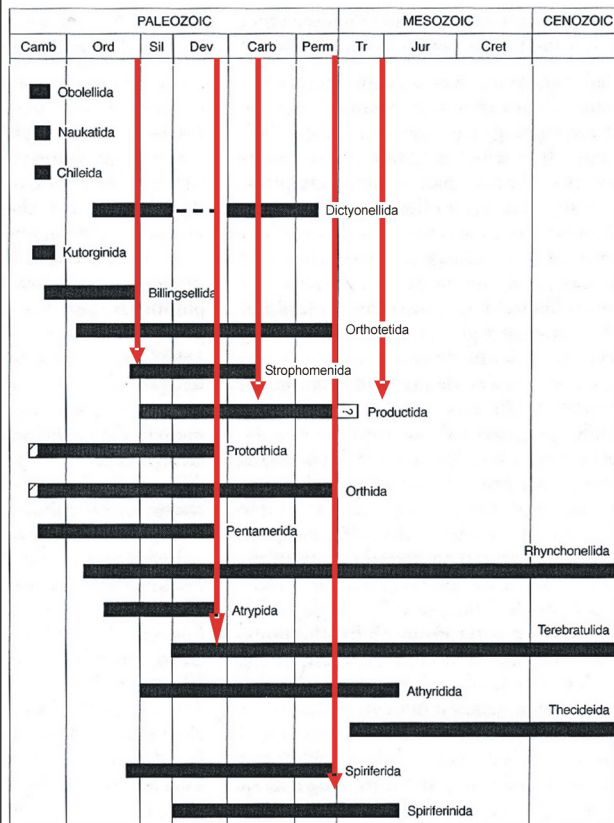 PALEOZOIC MESOZOIC CENOZOIC
Camb Ord Sil Dev Carb Perm Tr Jur Cret
Obolellida
Naukatida
Chileida
Dictyonellida
Kutorginida
Billingsellida
Orthotetida
Strophomenida
? Productida
Protorthida
Orthida
Pentamerida
Rhynchonellida
Atrypida
Terebratulida
Athyridida
Thecideida
Spiriferida
Spiriferinida